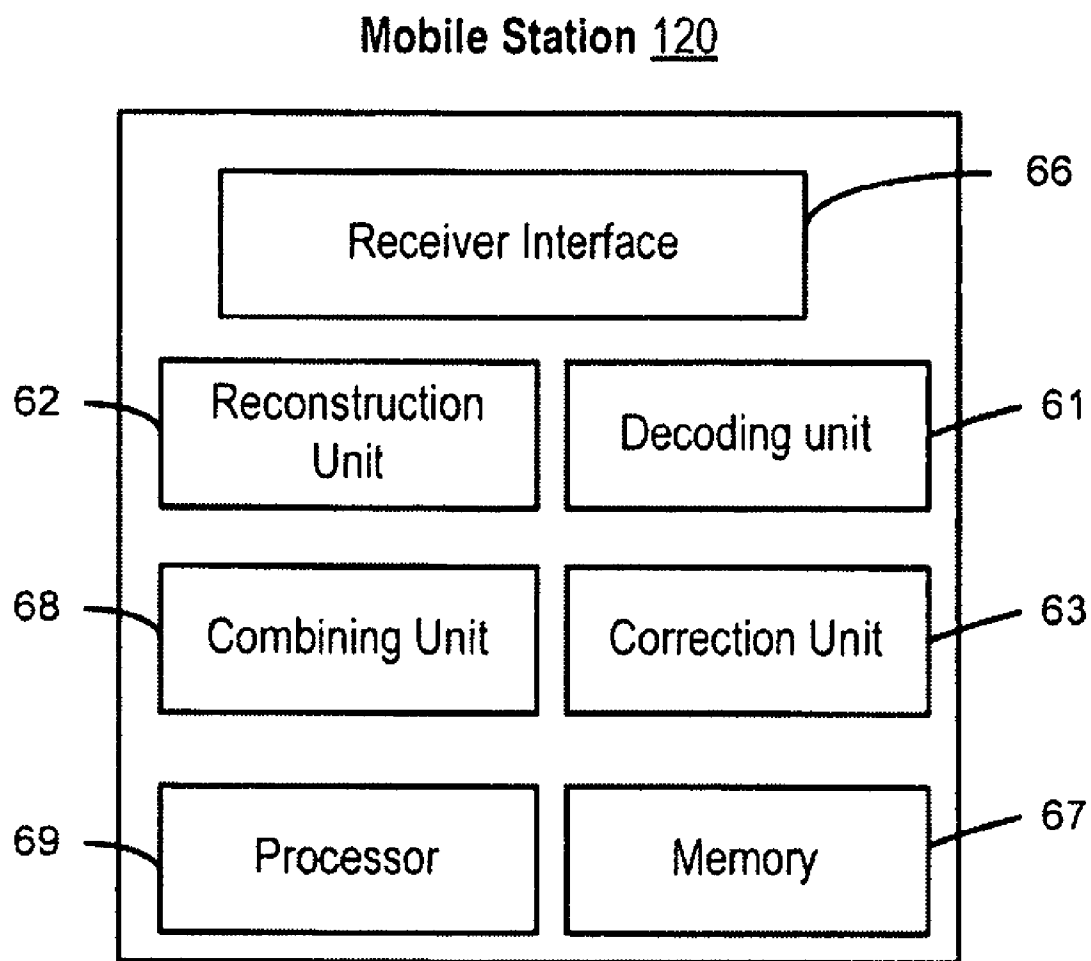 Mobile Station 120
Receiver Interface
66
62
Reconstruction
Unit
Decoding unit
61
68
Combining Unit
Correction Unit
63
69
Processor
Memory
67